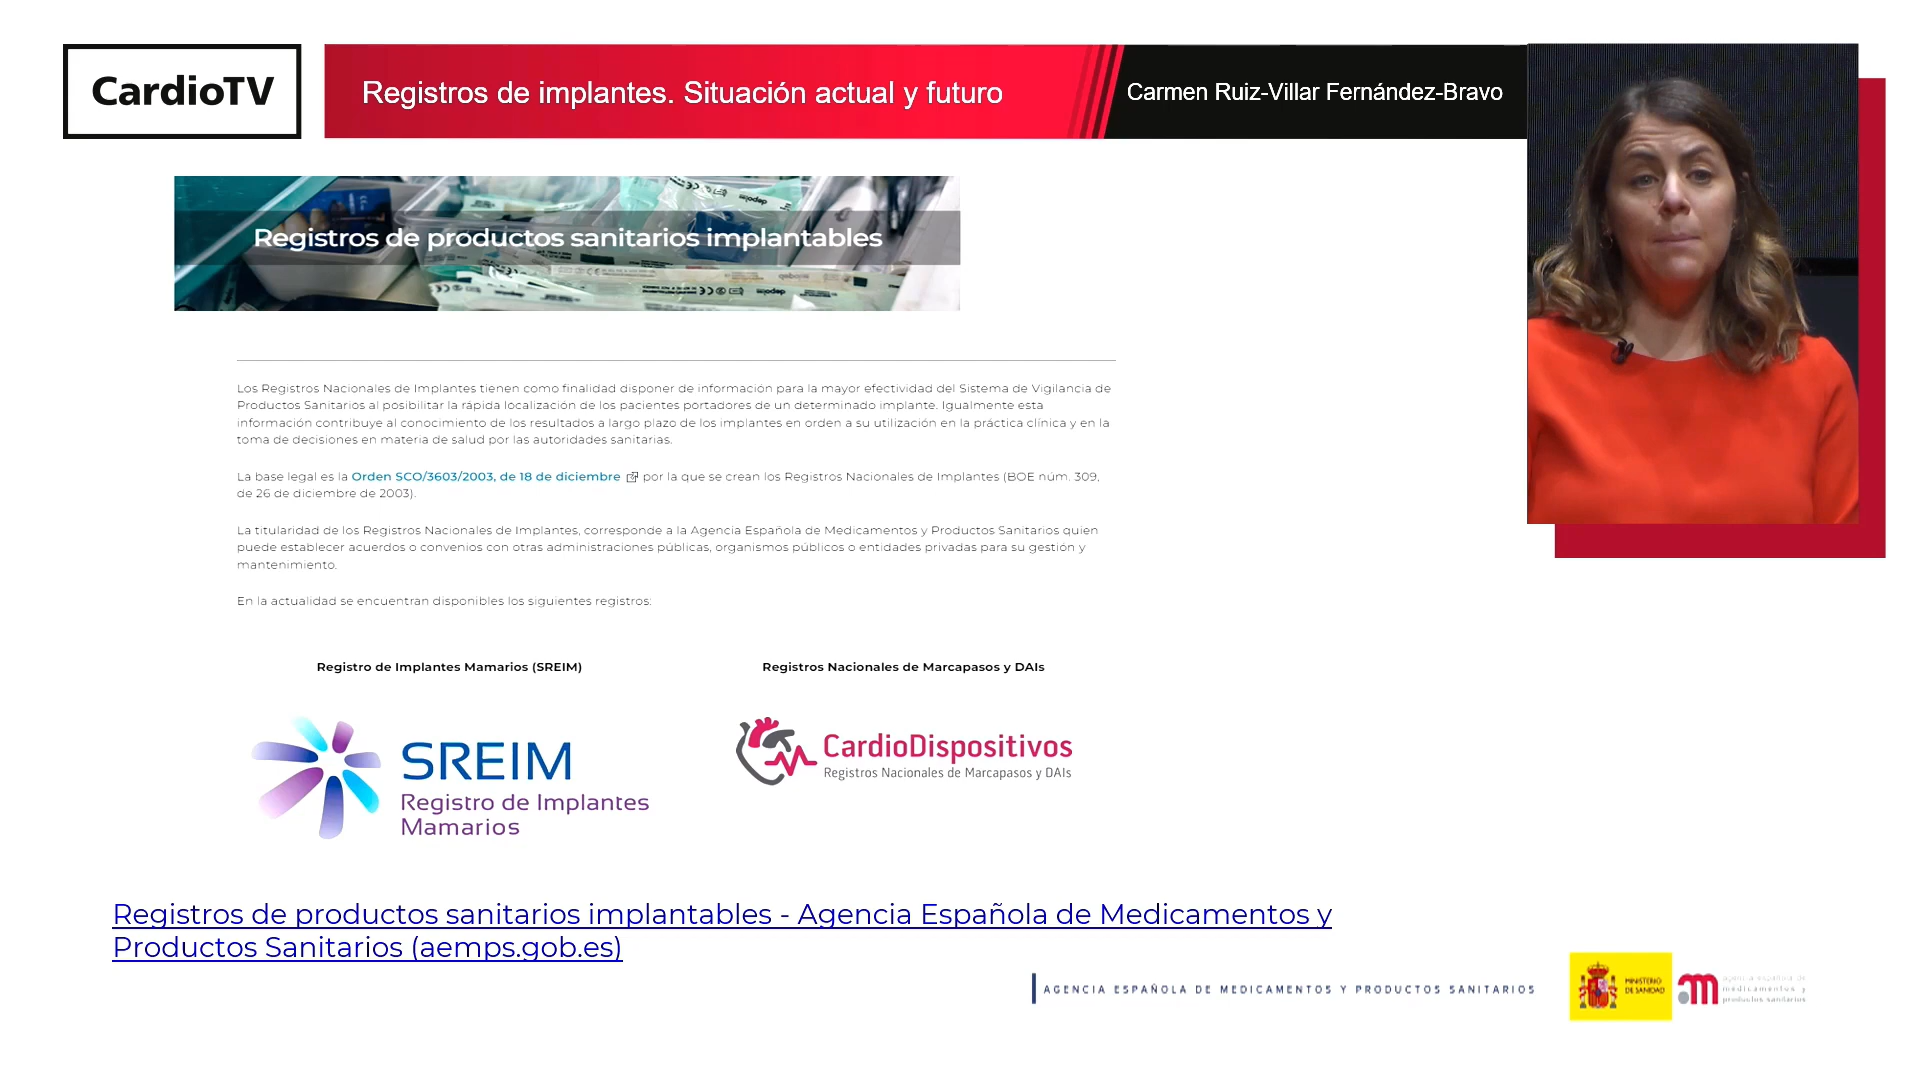 CardioTV
Registros de implantes. Situación actual y futuro
Carmen Ruiz-Villar Fernández-Bravo
Registros de productos sanitarios implantables
Los Registros Nacionales de Implantes tienen como finalidad disponer de información para la mayor efectividad del Sistema de Vigilancia de
Productos Sanitarios al posibilitar la rápida localización de los pacientes portadores de un determinado implante. Igualmente esta
información contribuye al conocimiento de los resultados a largo plazo de los implantes en orden a su utilización en la práctica clínica y en la
toma de decisiones en materia de salud por las autoridades sanitarias.
La base legal es la Orden SCO/3603/2003, de 18 de diciembre por la que se crean los Registros Nacionales de Implantes (BOE núm. 309,
de 26 de diciembre de 2003).
La titularidad de los Registros Nacionales de Implantes, corresponde a la Agencia Española de Medicamentos y Productos Sanitarios quien
puede establecer acuerdos o convenios con otras administraciones públicas, organismos públicos o entidades privadas para su gestión y
mantenimiento.
En la actualidad se encuentran disponibles los siguientes registros:
Registro de Implantes Mamarios (SREIM)
Registros Nacionales de Marcapasos y DAIs
SREIM
Registro de Implantes
Mamarios
CardioDispositivos
Registros Nacionales de Marcapasos y DAIs
Registros de productos sanitarios implantables - Agencia Española de Medicamentos y
Productos Sanitarios (aemps.gob.es)
AGENCIA ESPAÑOLA DE MEDICAMENTOS Y PRODUCTOS SANITARIOS
MINISTERIO
DE SANIDAD
agencia española de
medicamentos y
productos sanitarios